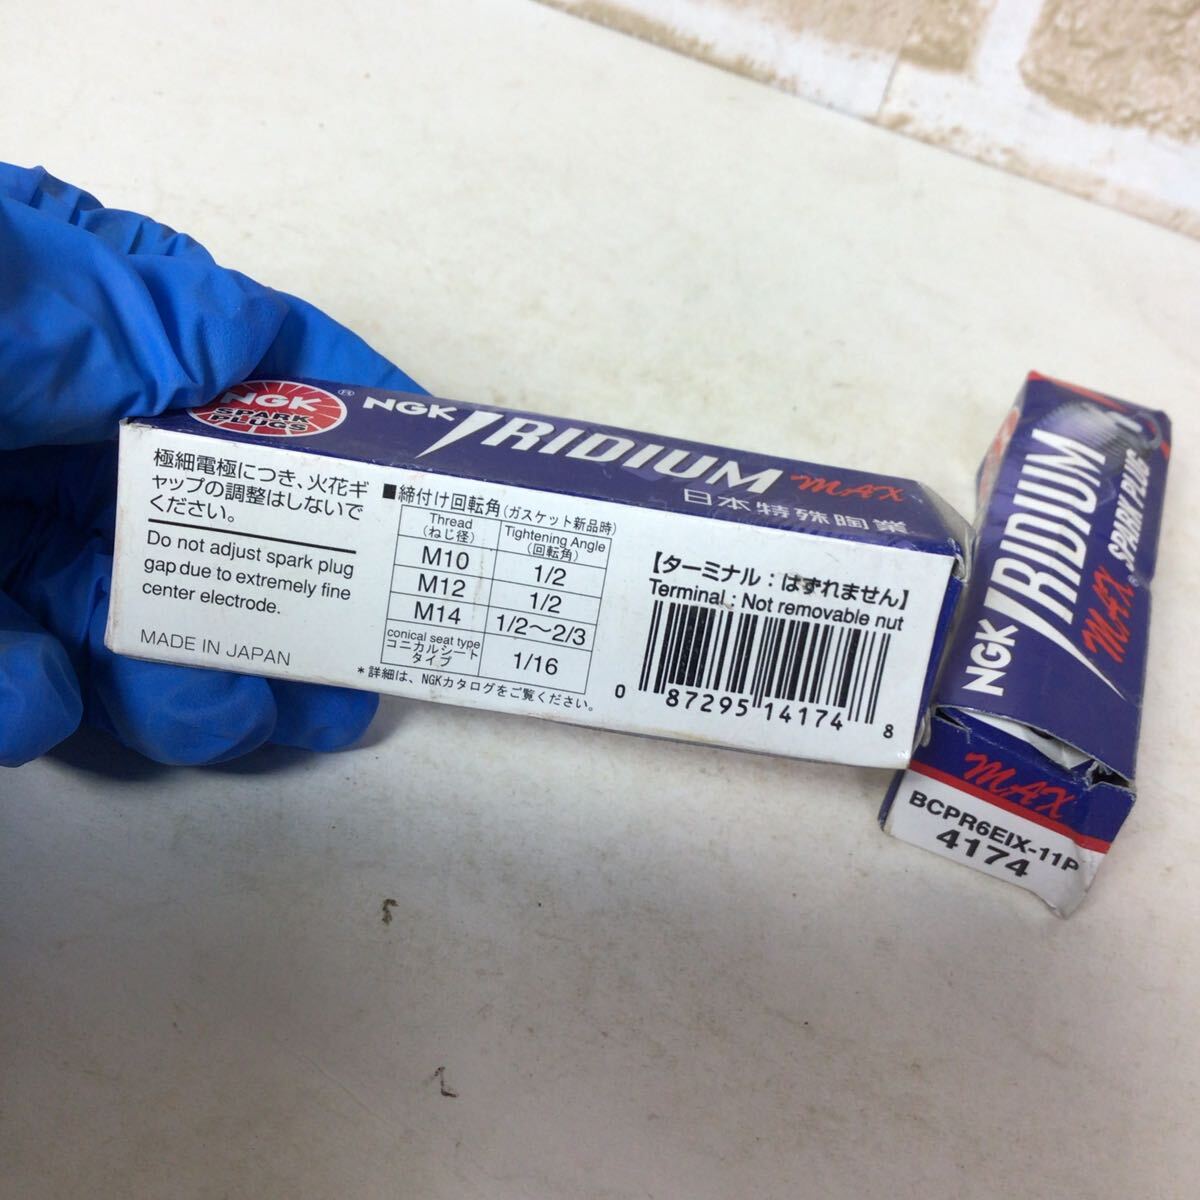 NGK
SPARK
PLUGS
®
NGK IRIDIUM MAX
日本特殊陶業
極細電極につき、火花ギ
ャップの調整はしないで
ください。
Do not adjust spark plug
gap due to extremely fine
center electrode.
MADE IN JAPAN
■締付け回転角(ガスケット新品時)
Thread
(ねじ径)
Tightening Angle
(回転角)
M10 1/2
M12 1/2
M14 1/2〜2/3
conical seat type
コニカルシート
タイプ
1/16
*詳細は、NGKカタログをご覧ください。
【ターミナル:はずれません】
Terminal : Not removable nut
0 87295 14174 8
NGK IRIDIUM MAX
® SPARK PLUG
MAX
BCPR6EIX-11P
4174